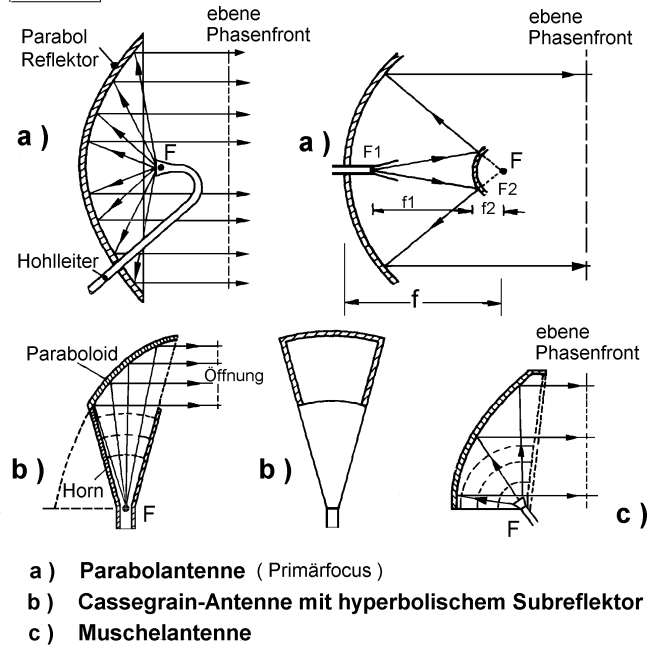 ebene
Phasenfront
Parabol
Reflektor
a )
F
Hohlleiter
ebene
Phasenfront
a )
F1
F
F2
f1
f2
f
Paraboloid
Öffnung
b )
Horn
F
b )
ebene
Phasenfront
F
c )
a ) Parabolantenne ( Primärfocus )
b ) Cassegrain-Antenne mit hyperbolischem Subreflektor
c ) Muschelantenne